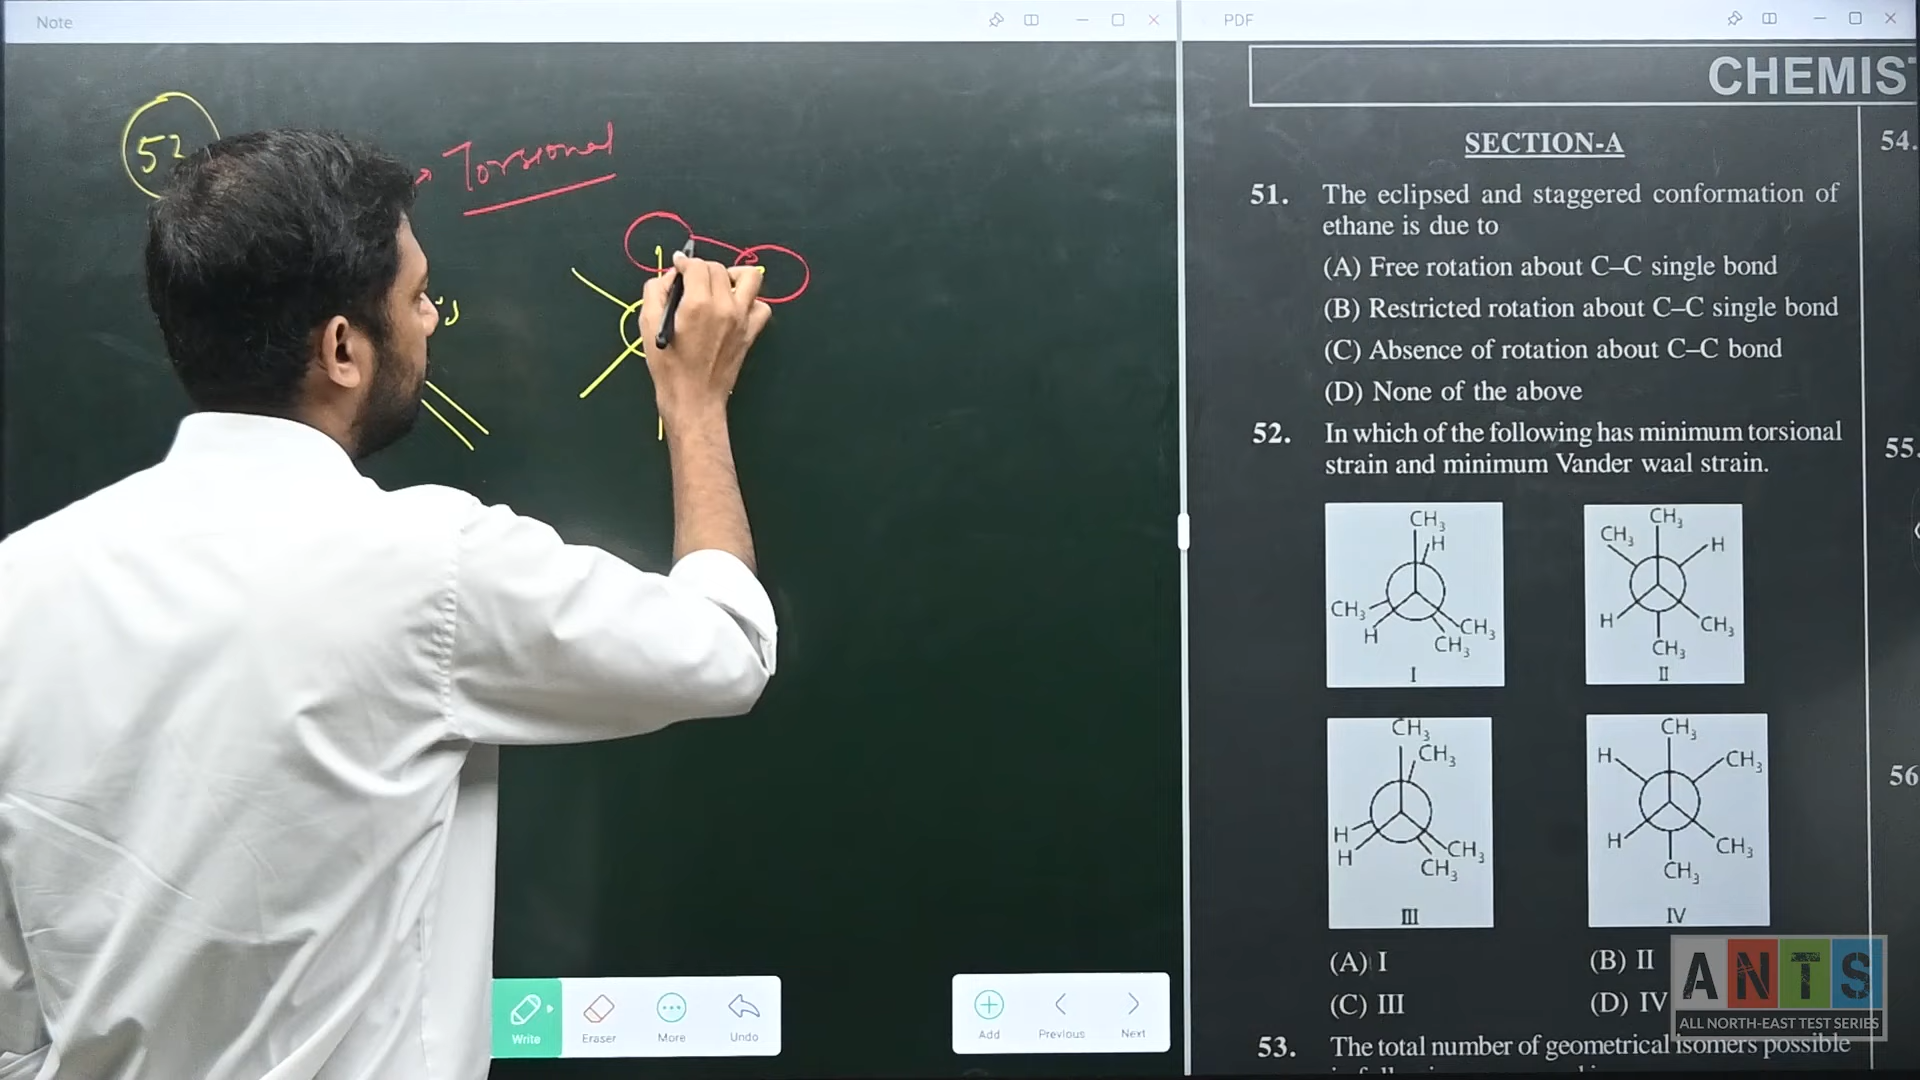 Note
PDF
52
Torsional
CHEMIS
SECTION-A
51. The eclipsed and staggered conformation of
ethane is due to
(A) Free rotation about C–C single bond
(B) Restricted rotation about C–C single bond
(C) Absence of rotation about C–C bond
(D) None of the above
52. In which of the following has minimum torsional
strain and minimum Vander waal strain.
CH₃
H
CH₃
H
CH₃
CH₃
I
CH₃
CH₃
H
H
CH₃
CH₃
II
CH₃
CH₃
H
H
CH₃
CH₃
III
CH₃
H
CH₃
H
CH₃
CH₃
IV
(A) I
(B) II
(C) III
(D) IV
53. The total number of geometrical isomers possible
54.
55.
56
Write
Eraser
More
Undo
Add
Previous
Next
ANTS
ALL NORTH-EAST TEST SERIES